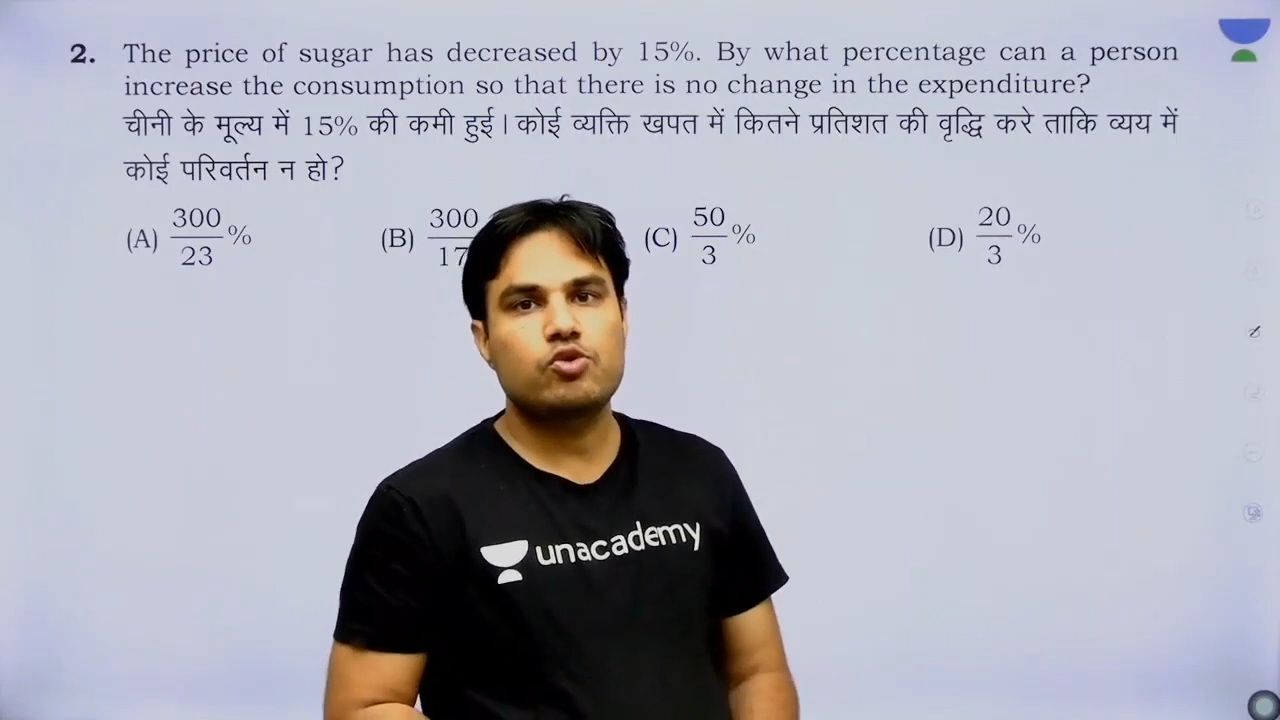 2. The price of sugar has decreased by 15%. By what percentage can a person
increase the consumption so that there is no change in the expenditure?
चीनी के मूल्य में 15% की कमी हुई। कोई व्यक्ति खपत में कितने प्रतिशत की वृद्धि करे ताकि व्यय में
कोई परिवर्तन न हो?
(A) 300/23 % (B) 300/17 (C) 50/3 % (D) 20/3 %
unacademy